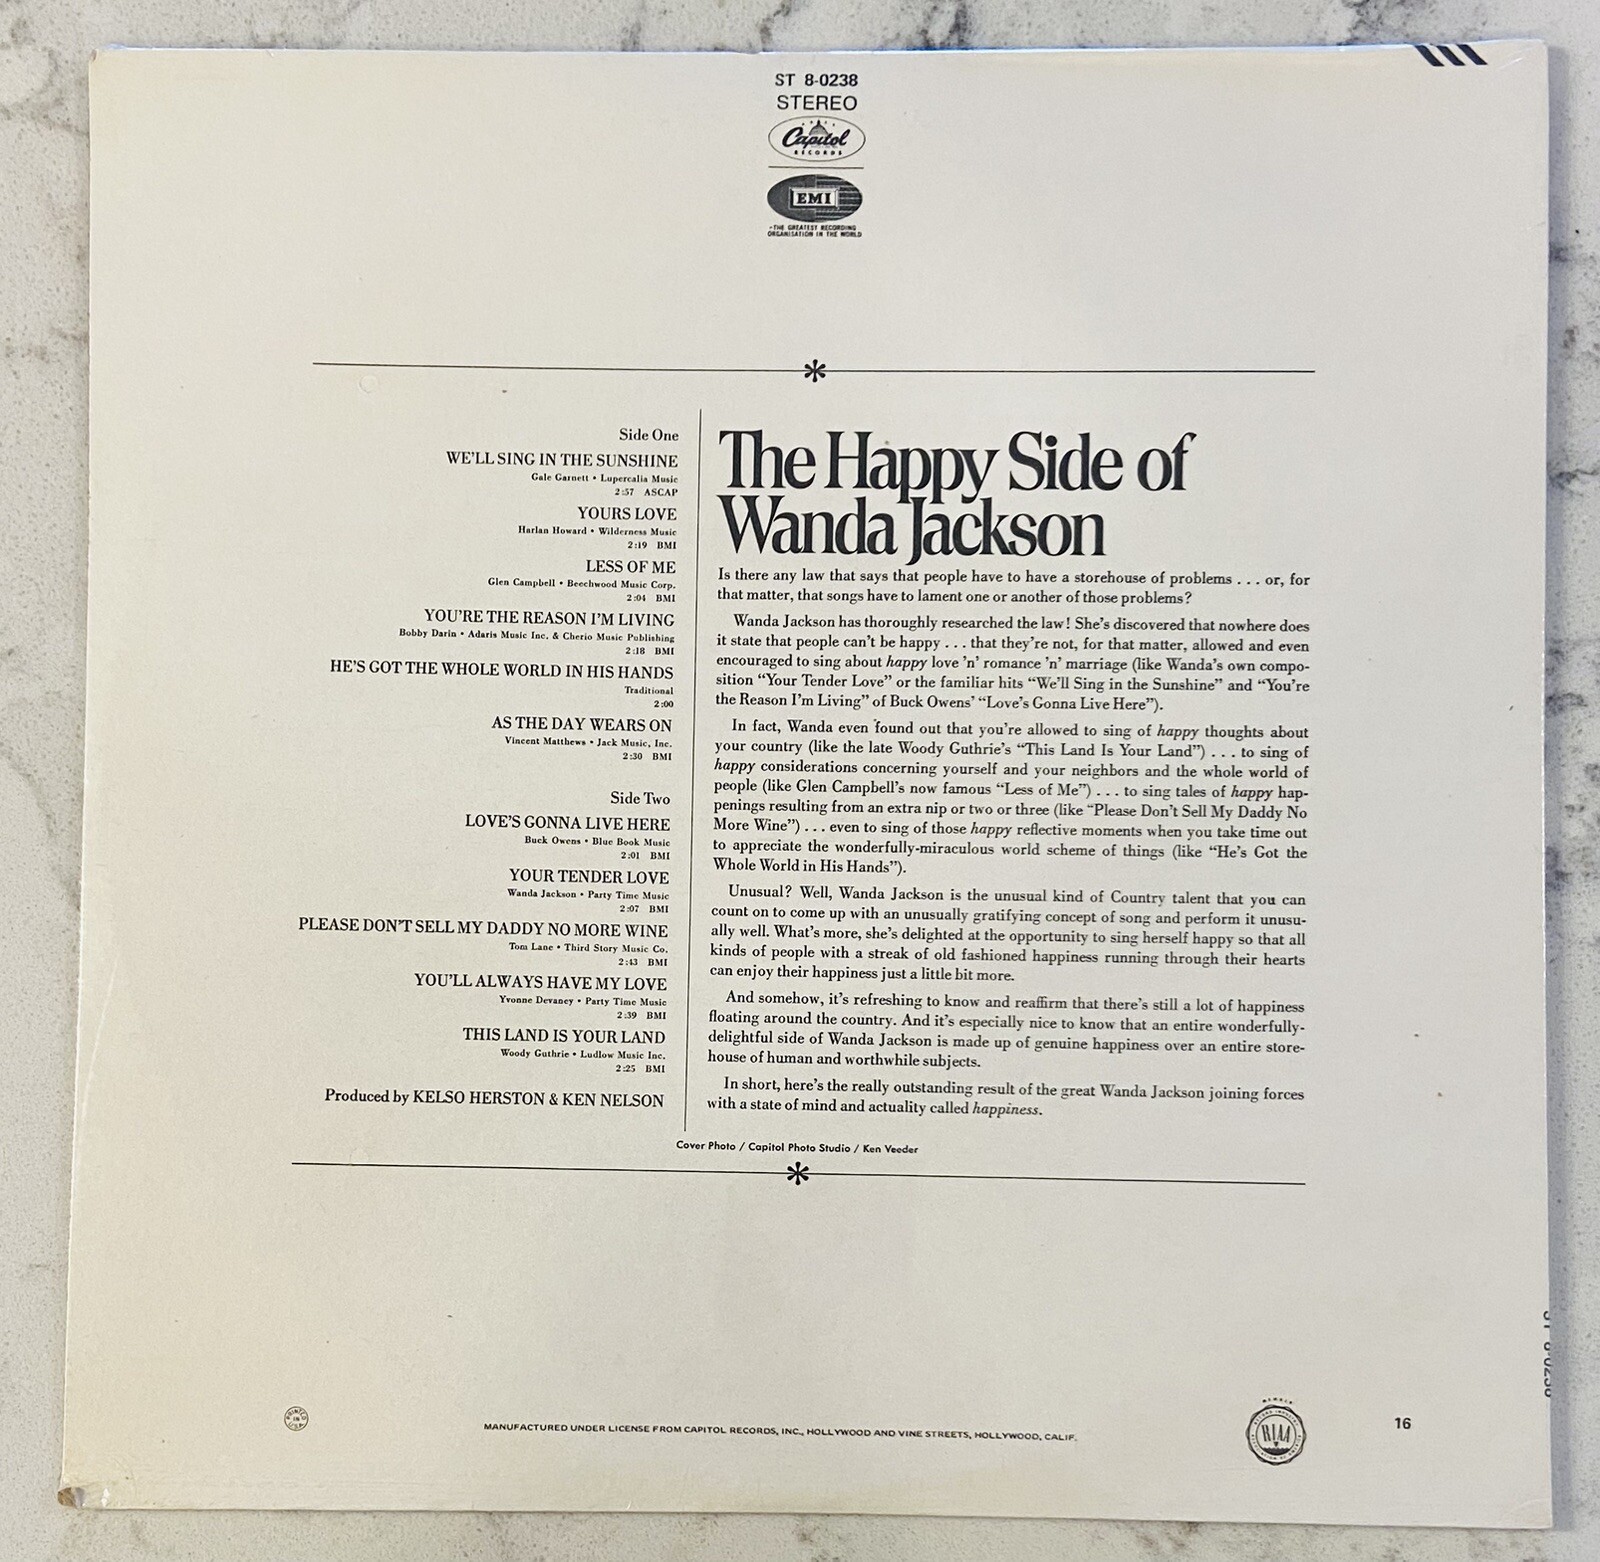 ST 8-0238
STEREO
Capitol
RECORDS
EMI
"THE GREATEST RECORDING
ORGANISATION IN THE WORLD
Side One
WE'LL SING IN THE SUNSHINE
Gale Garnett • Lupercalia Music
2:57 ASCAP
YOURS LOVE
Harlan Howard • Wilderness Music
2:19 BMI
LESS OF ME
Glen Campbell • Beechwood Music Corp.
2:04 BMI
YOU'RE THE REASON I'M LIVING
Bobby Darin • Adaris Music Inc. & Cherio Music Publishing
2:18 BMI
HE'S GOT THE WHOLE WORLD IN HIS HANDS
Traditional
2:00
AS THE DAY WEARS ON
Vincent Matthews • Jack Music, Inc.
2:30 BMI
Side Two
LOVE'S GONNA LIVE HERE
Buck Owens • Blue Book Music
2:01 BMI
YOUR TENDER LOVE
Wanda Jackson • Party Time Music
2:07 BMI
PLEASE DON'T SELL MY DADDY NO MORE WINE
Tom Lane • Third Story Music Co.
2:43 BMI
YOU'LL ALWAYS HAVE MY LOVE
Yvonne Devaney • Party Time Music
2:39 BMI
THIS LAND IS YOUR LAND
Woody Guthrie • Ludlow Music Inc.
2:25 BMI
Produced by KELSO HERSTON & KEN NELSON
The Happy Side of
Wanda Jackson
Is there any law that says that people have to have a storehouse of problems . . . or, for
that matter, that songs have to lament one or another of those problems?
Wanda Jackson has thoroughly researched the law! She's discovered that nowhere does
it state that people can't be happy . . . that they're not, for that matter, allowed and even
encouraged to sing about happy love 'n' romance 'n' marriage (like Wanda's own compo-
sition “Your Tender Love” or the familiar hits “We'll Sing in the Sunshine” and “You're
the Reason I'm Living” of Buck Owens' “Love's Gonna Live Here”).
In fact, Wanda even found out that you're allowed to sing of happy thoughts about
your country (like the late Woody Guthrie's “This Land Is Your Land”) . . . to sing of
happy considerations concerning yourself and your neighbors and the whole world of
people (like Glen Campbell's now famous “Less of Me”) . . . to sing tales of happy hap-
penings resulting from an extra nip or two or three (like “Please Don't Sell My Daddy No
More Wine”) . . . even to sing of those happy reflective moments when you take time out
to appreciate the wonderfully-miraculous world scheme of things (like “He's Got the
Whole World in His Hands”).
Unusual? Well, Wanda Jackson is the unusual kind of Country talent that you can
count on to come up with an unusually gratifying concept of song and perform it unusu-
ally well. What's more, she's delighted at the opportunity to sing herself happy so that all
kinds of people with a streak of old fashioned happiness running through their hearts
can enjoy their happiness just a little bit more.
And somehow, it's refreshing to know and reaffirm that there's still a lot of happiness
floating around the country. And it's especially nice to know that an entire wonderfully-
delightful side of Wanda Jackson is made up of genuine happiness over an entire store-
house of human and worthwhile subjects.
In short, here's the really outstanding result of the great Wanda Jackson joining forces
with a state of mind and actuality called happiness.
Cover Photo / Capitol Photo Studio / Ken Veeder
PRINTED
IN
U.S.A.
MANUFACTURED UNDER LICENSE FROM CAPITOL RECORDS, INC., HOLLYWOOD AND VINE STREETS, HOLLYWOOD, CALIF.
MEMBER
RIAA
16